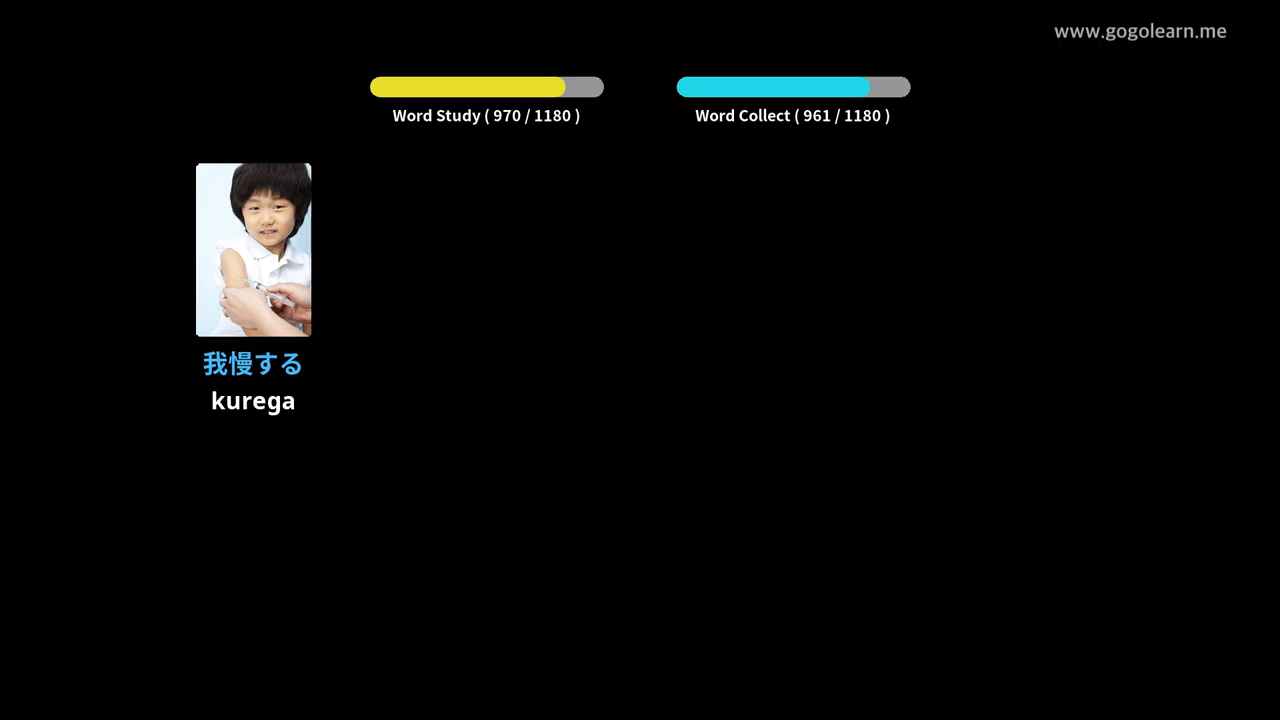 www.gogolearn.me
Word Study ( 970 / 1180 )
Word Collect ( 961 / 1180 )
我慢する
kurega